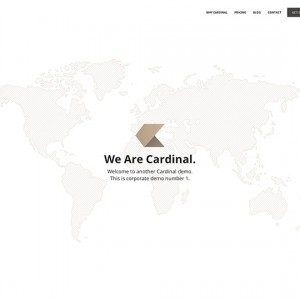 WHY CARDINAL PRICING BLOG CONTACT
We Are Cardinal.
Welcome to another Cardinal demo.
This is corporate demo number 1.